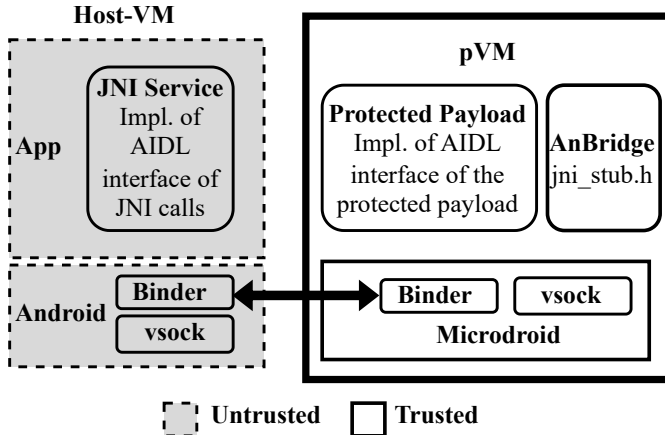 Host-VM
App
JNI Service
Impl. of
AIDL
interface of
JNI calls
Android
Binder
vsock
pVM
Protected Payload
Impl. of AIDL
interface of the
protected payload
AnBridge
jni_stub.h
Binder
vsock
Microdroid
Untrusted
Trusted